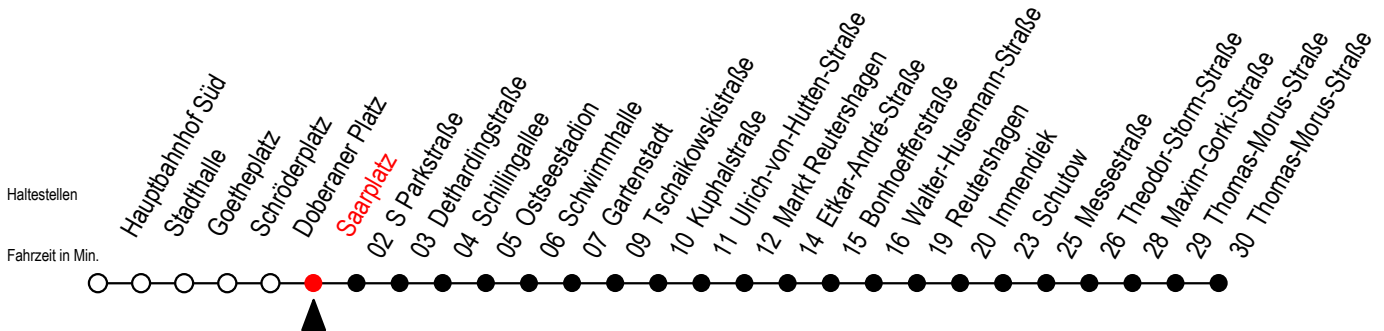 Haltestellen
Fahrzeit in Min.
Hauptbahnhof Süd
Stadthalle
Goetheplatz
Schröderplatz
Doberaner Platz
Saarplatz
02 S Parkstraße
03 Dethardingstraße
04 Schillingallee
05 Ostseestadion
06 Schwimmhalle
07 Gartenstadt
09 Tschaikowskistraße
10 Kuphalstraße
11 Ulrich-von-Hutten-Straße
12 Markt Reutershagen
14 Etkar-André-Straße
15 Bonhoefferstraße
16 Walter-Husemann-Straße
19 Reutershagen
20 Immendiek
23 Schutow
25 Messestraße
26 Theodor-Storm-Straße
28 Maxim-Gorki-Straße
29 Thomas-Morus-Straße
30 Thomas-Morus-Straße